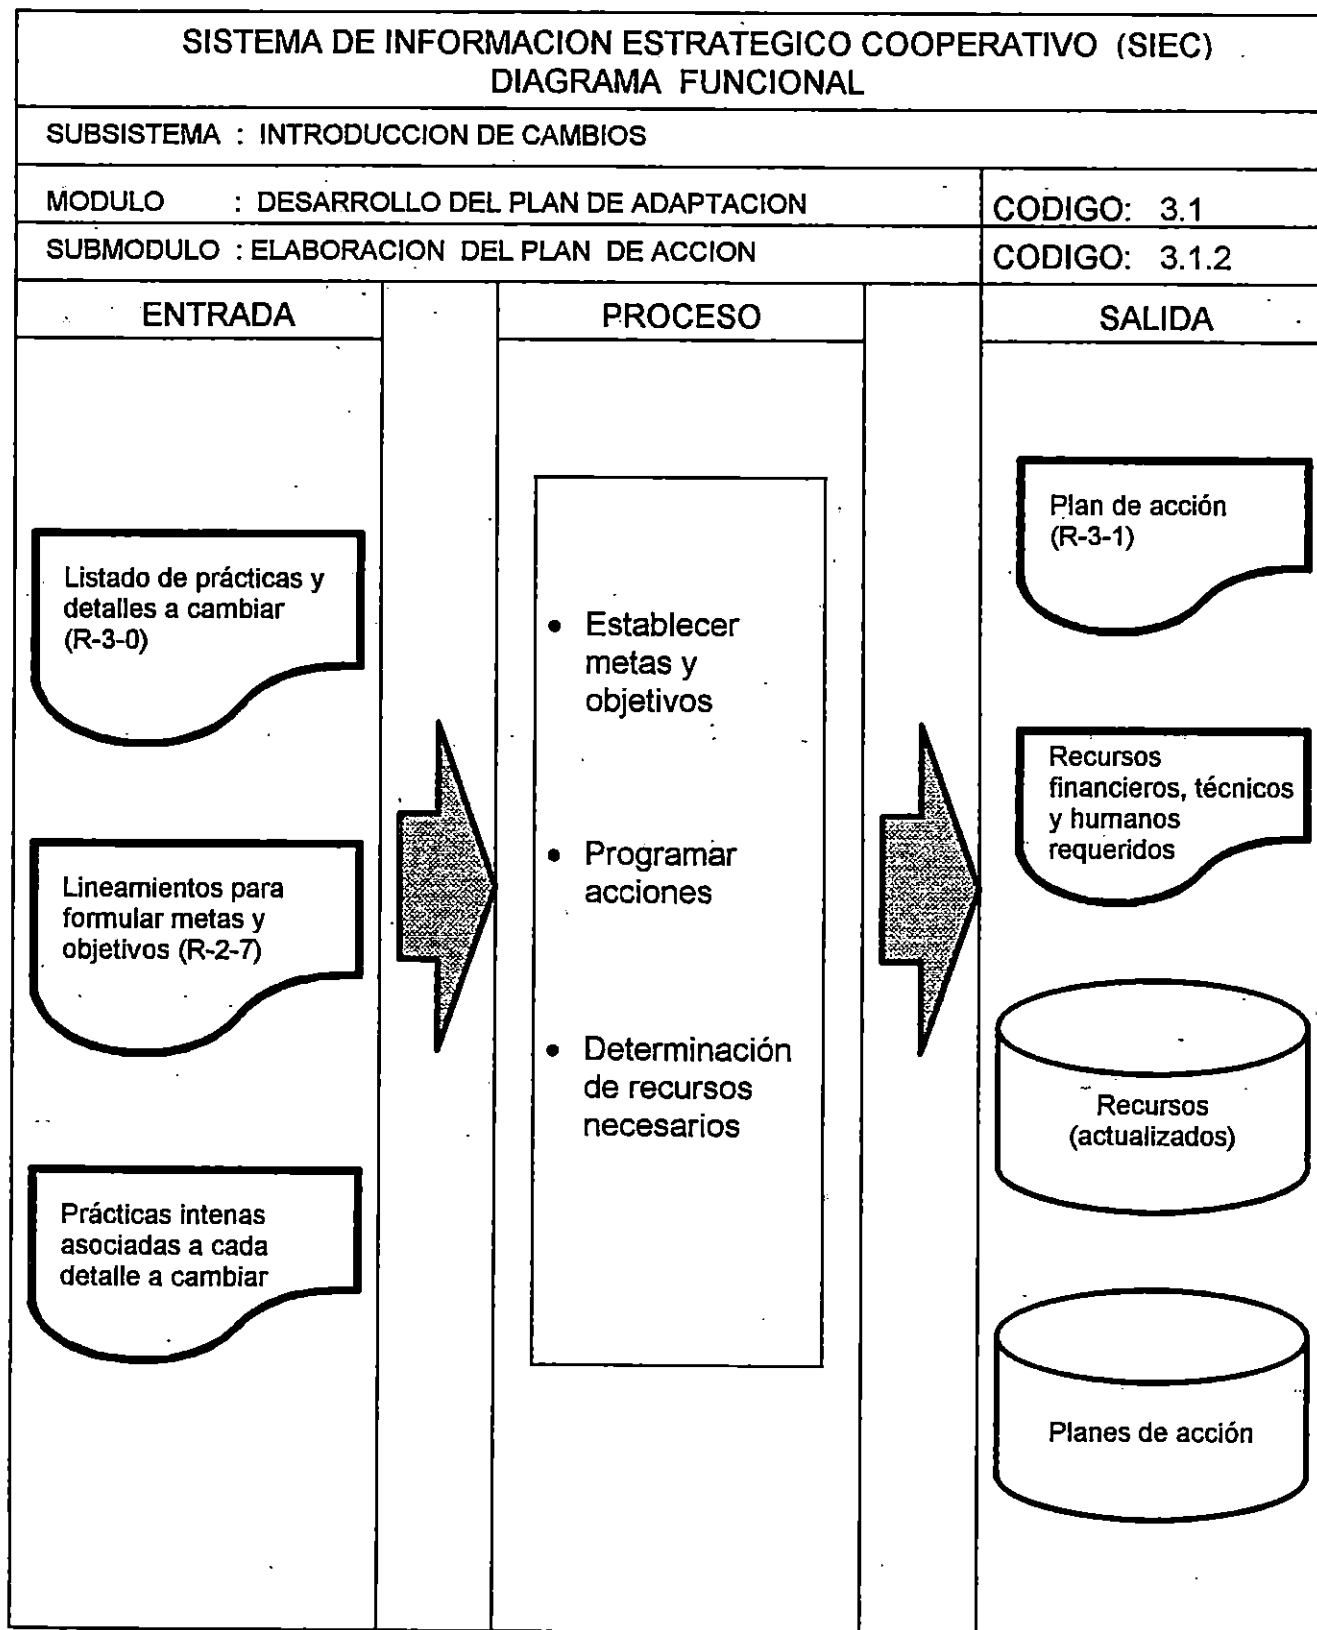 SISTEMA DE INFORMACION ESTRATEGICO COOPERATIVO (SIEC)
DIAGRAMA FUNCIONAL
SUBSISTEMA : INTRODUCCION DE CAMBIOS
MODULO : DESARROLLO DEL PLAN DE ADAPTACION
CODIGO: 3.1
SUBMODULO : ELABORACION DEL PLAN DE ACCION
CODIGO: 3.1.2
ENTRADA
PROCESO
SALIDA
Listado de prácticas y
detalles a cambiar
(R-3-0)
Lineamientos para
formular metas y
objetivos (R-2-7)
Prácticas intenas
asociadas a cada
detalle a cambiar
• Establecer
metas y
objetivos
• Programar
acciones
• Determinación
de recursos
necesarios
Plan de acción
(R-3-1)
Recursos
financieros, técnicos
y humanos
requeridos
Recursos
(actualizados)
Planes de acción